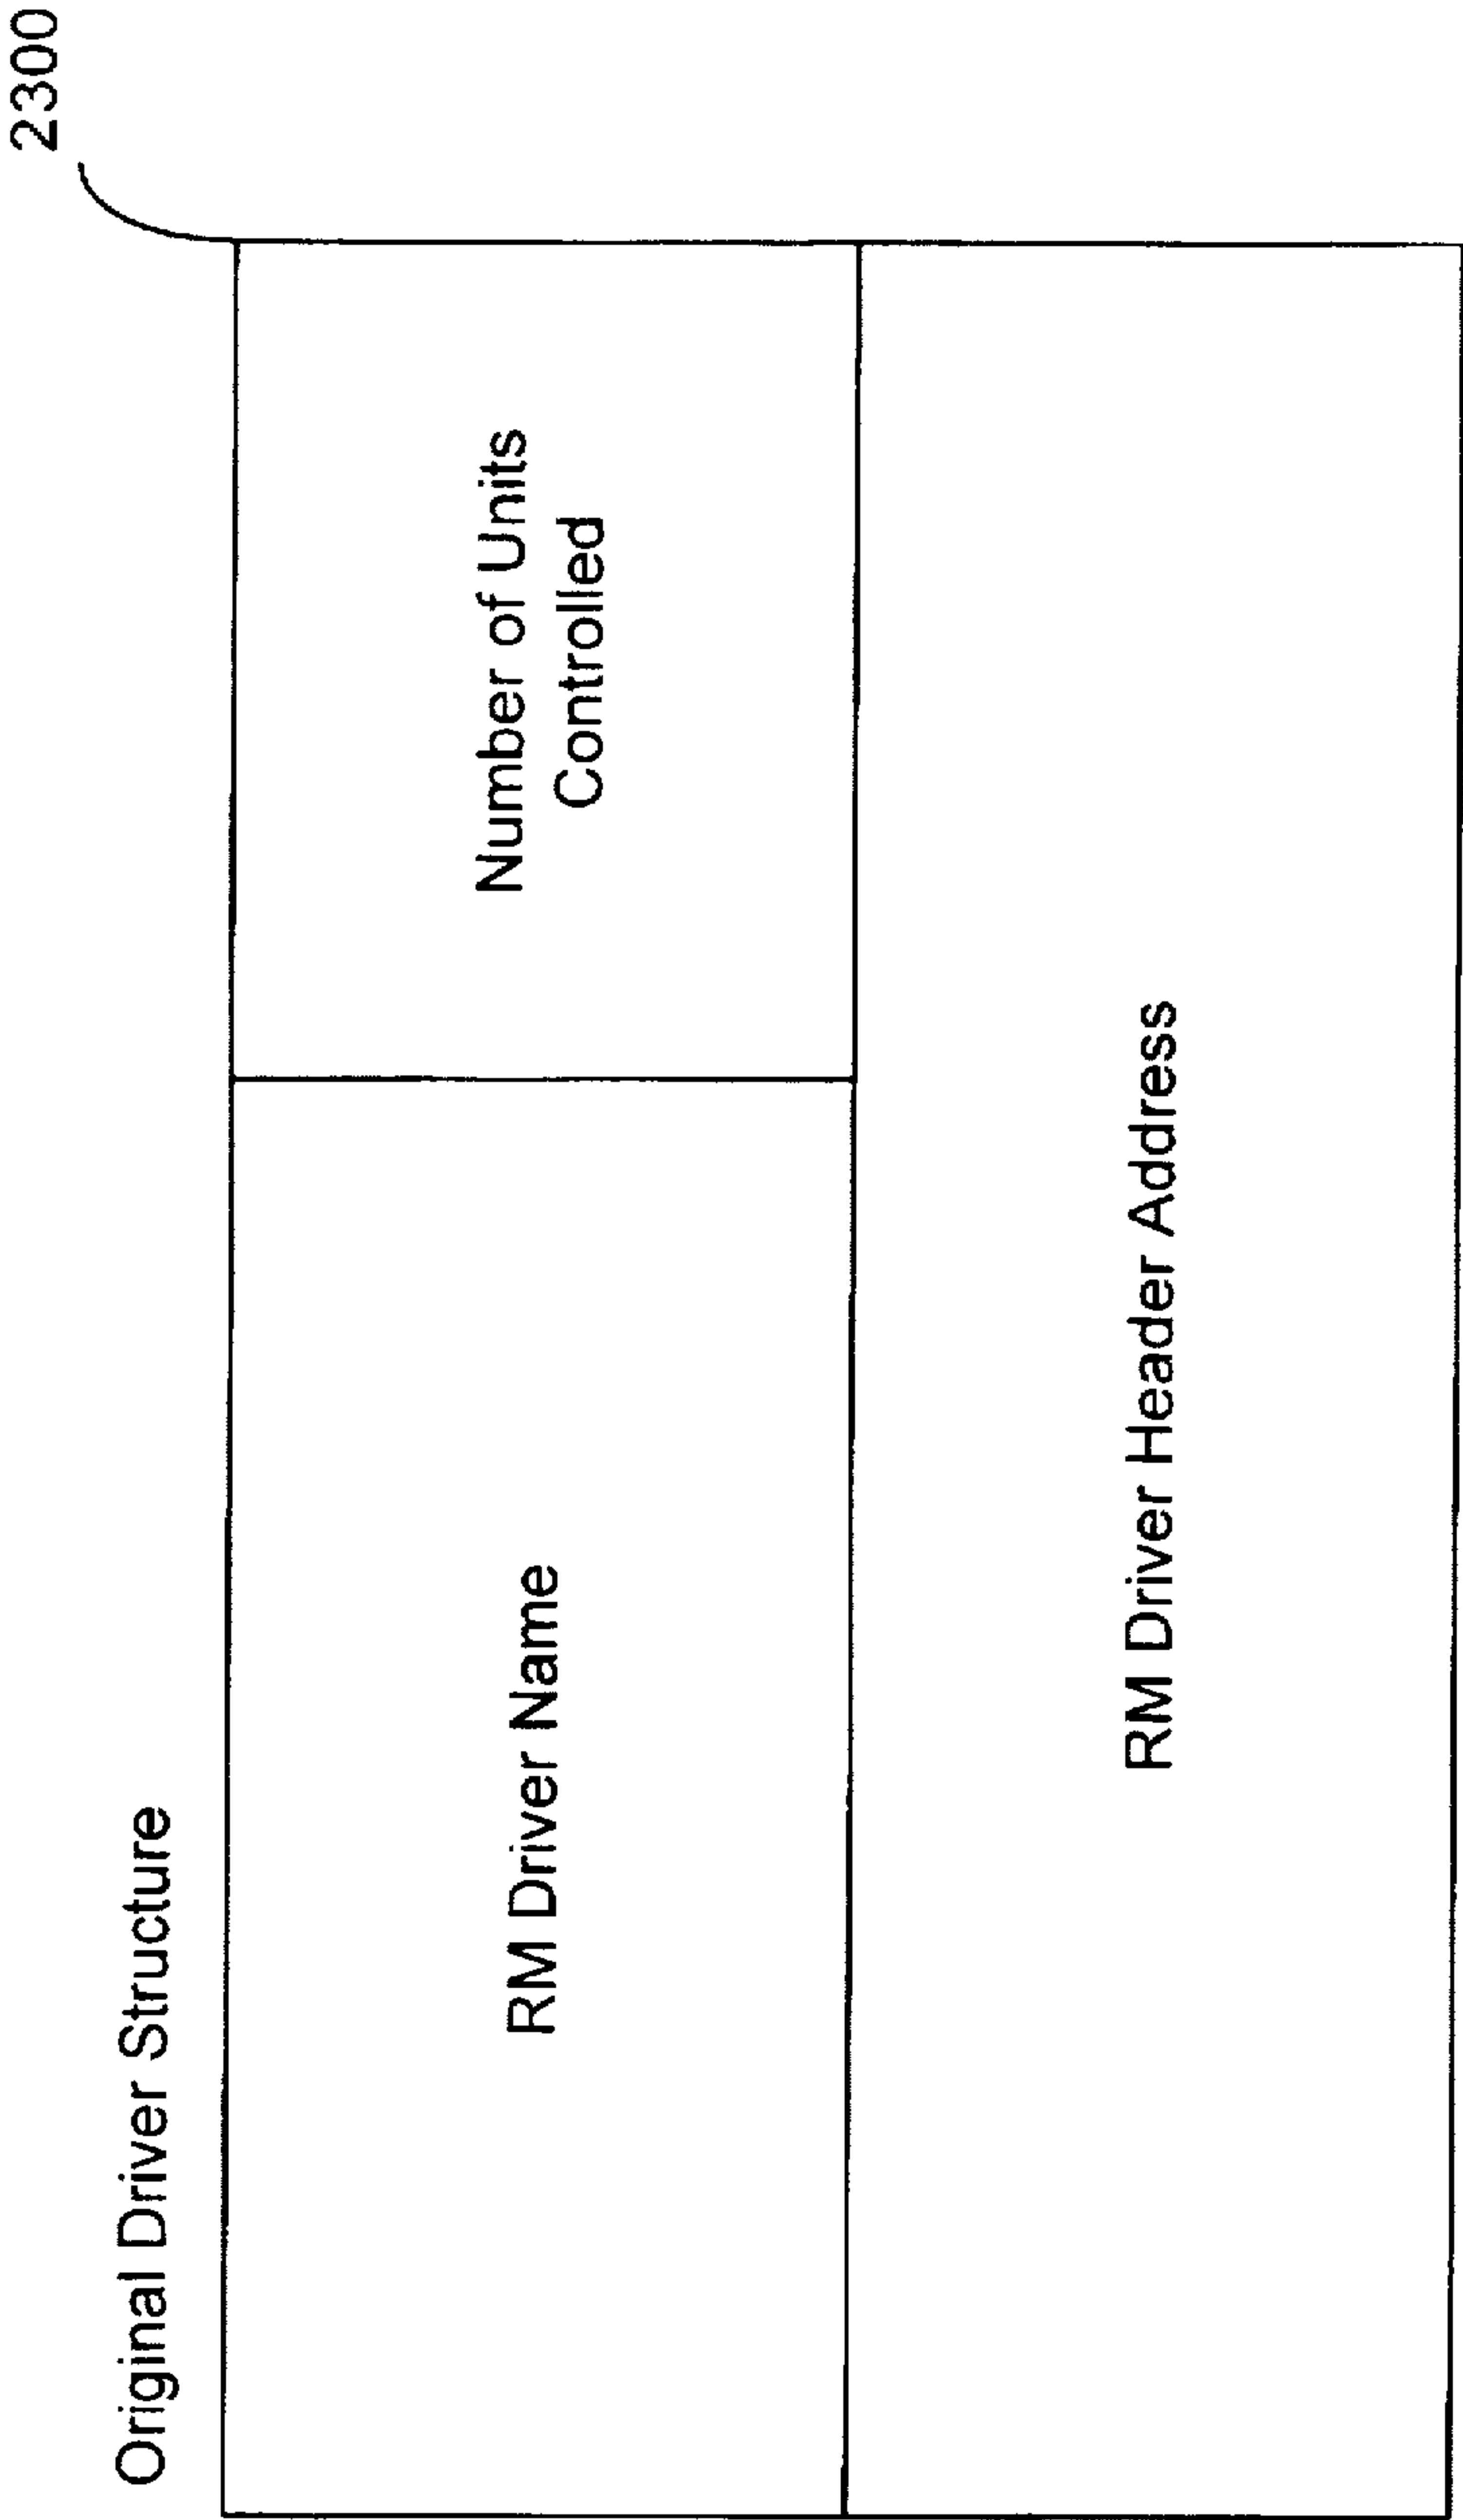 2300
Original Driver Structure
RM Driver Name
Number of Units
Controlled
RM Driver Header Address